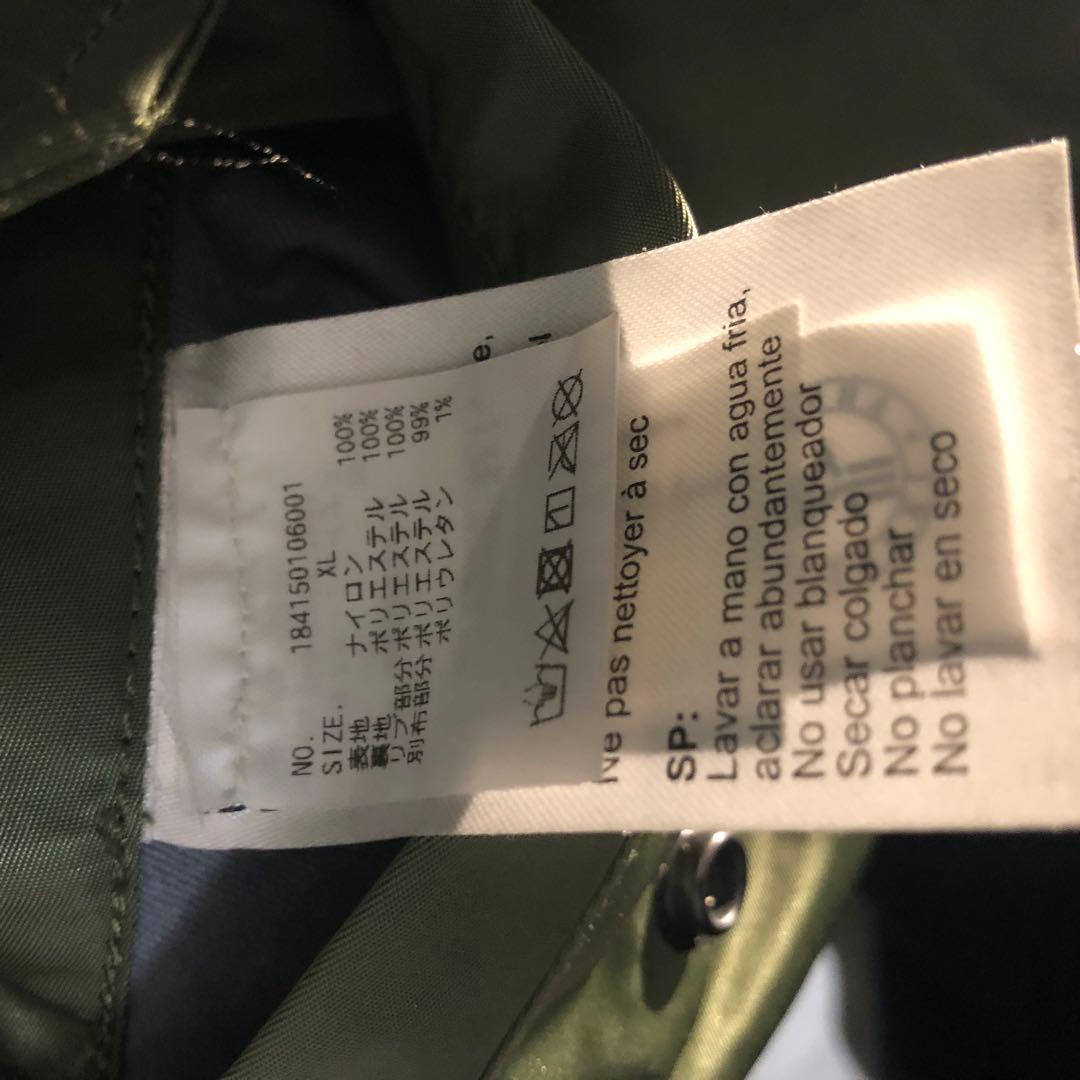 NO. 184150106001
SIZE. XL
表地 ナイロン 100%
裏地 ポリエステル 100%
リブ部分 ポリエステル 100%
別布部分 ポリエステル 99%
ポリウレタン 1%
e,
Ne pas nettoyer à sec
SP:
Lavar a mano con agua fria,
aclarar abundantemente
No usar blanqueador
Secar colgado
No planchar
No lavar en seco